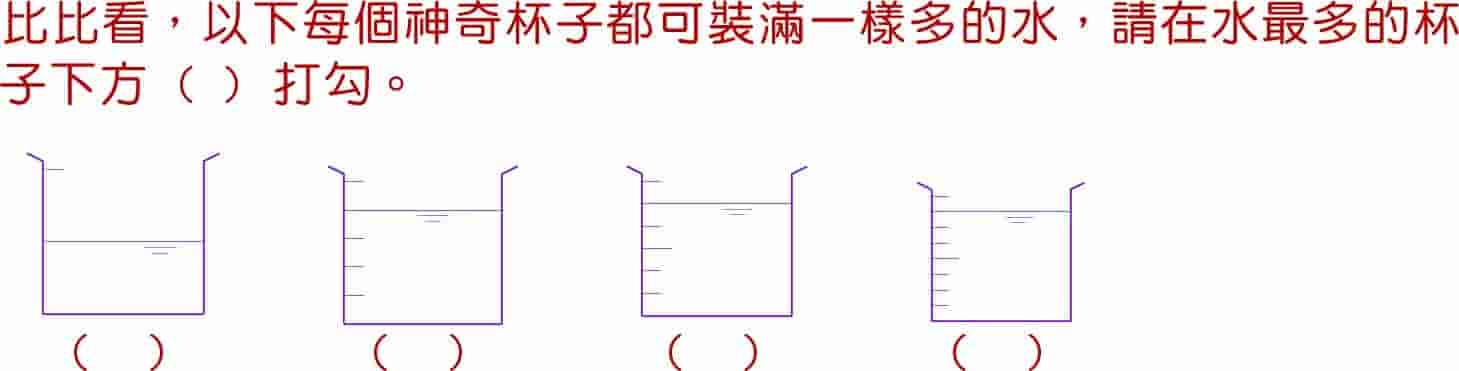 比比看，以下每個神奇杯子都可裝滿一樣多的水，請在水最多的杯
子下方（ ）打勾。
（ ） （ ） （ ） （ ）